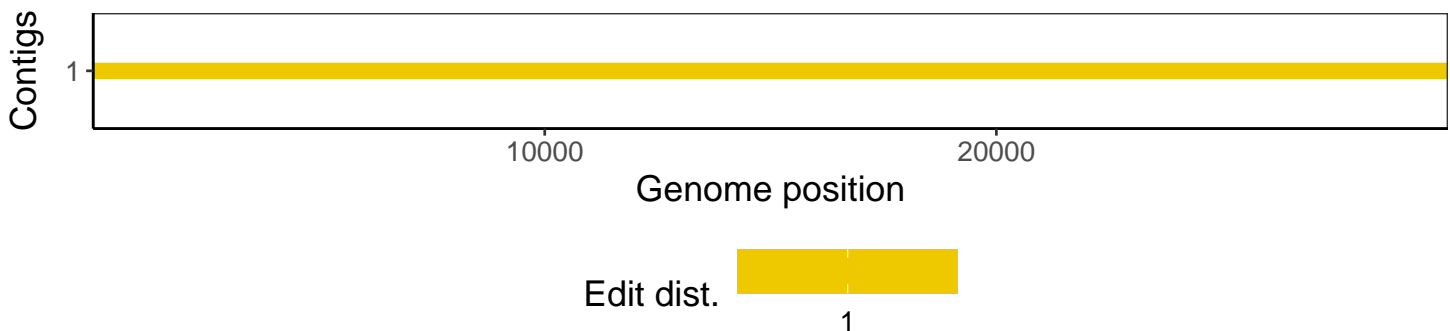 Contigs
1
10000
20000
Genome position
Edit dist.
1